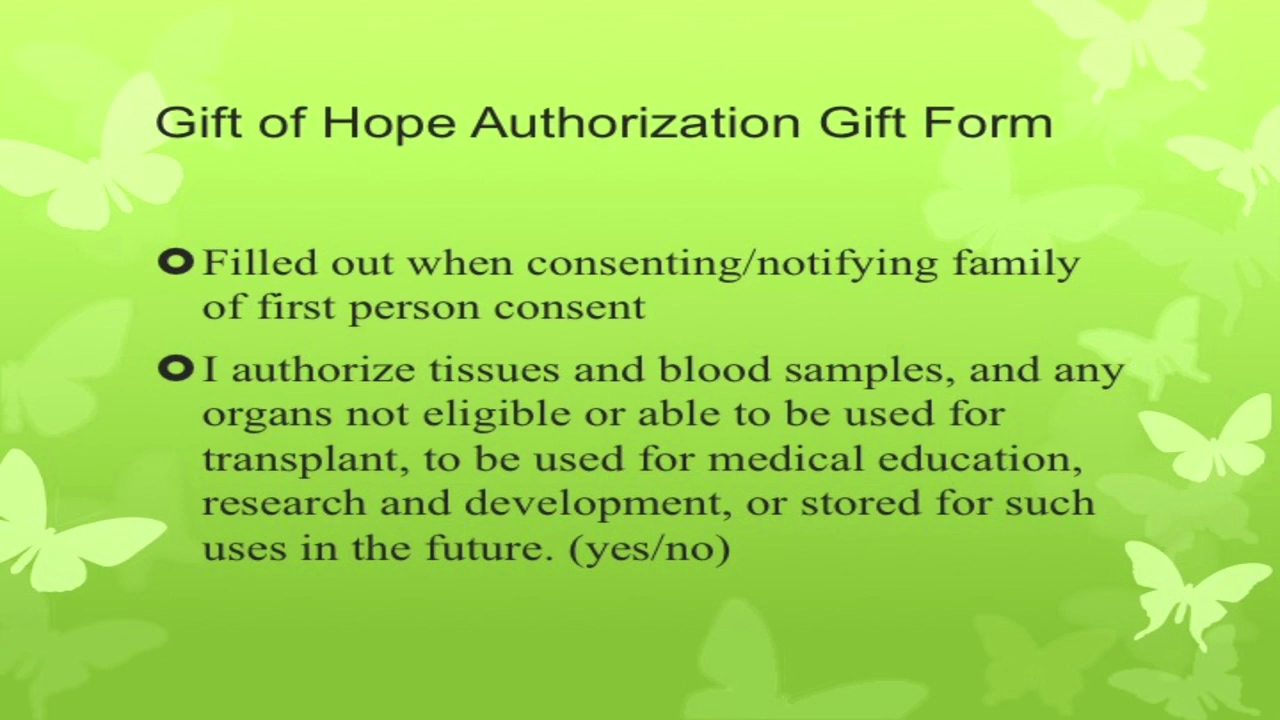 Gift of Hope Authorization Gift Form
Filled out when consenting/notifying family
of first person consent
I authorize tissues and blood samples, and any
organs not eligible or able to be used for
transplant, to be used for medical education,
research and development, or stored for such
uses in the future. (yes/no)